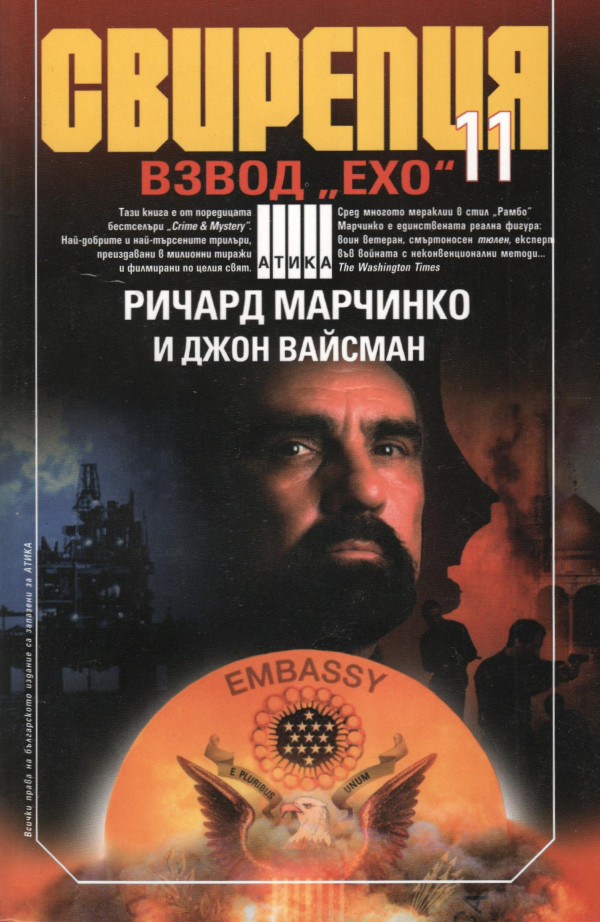 СВИРЕПИЯ
11
ВЗВОД „ЕХО“
Тази книга е от поредицата
бестселъри „Crime & Mystery“.
Най-добрите и най-търсените трилъри,
преиздавани в милионни тиражи
и филмирани по целия свят.
АТИКА
Сред многото мераклии в стил „Рамбо“
Марчинко е единствената реална фигура:
воин ветеран, смъртоносен тюлен, експерт
във войната с неконвенционални методи...
The Washington Times
РИЧАРД МАРЧИНКО
И ДЖОН ВАЙСМАН
Всички права на българското издание са запазени за АТИКА
EMBASSY
E PLURIBUS
UNUM